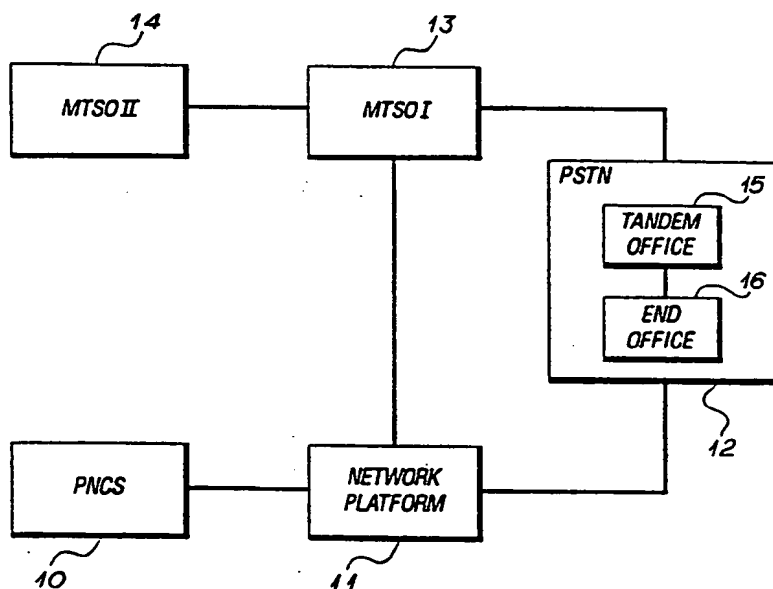 14
13
MTSO II
MTSO I
PSTN
15
TANDEM
OFFICE
16
END
OFFICE
12
PNCS
NETWORK
PLATFORM
10
11